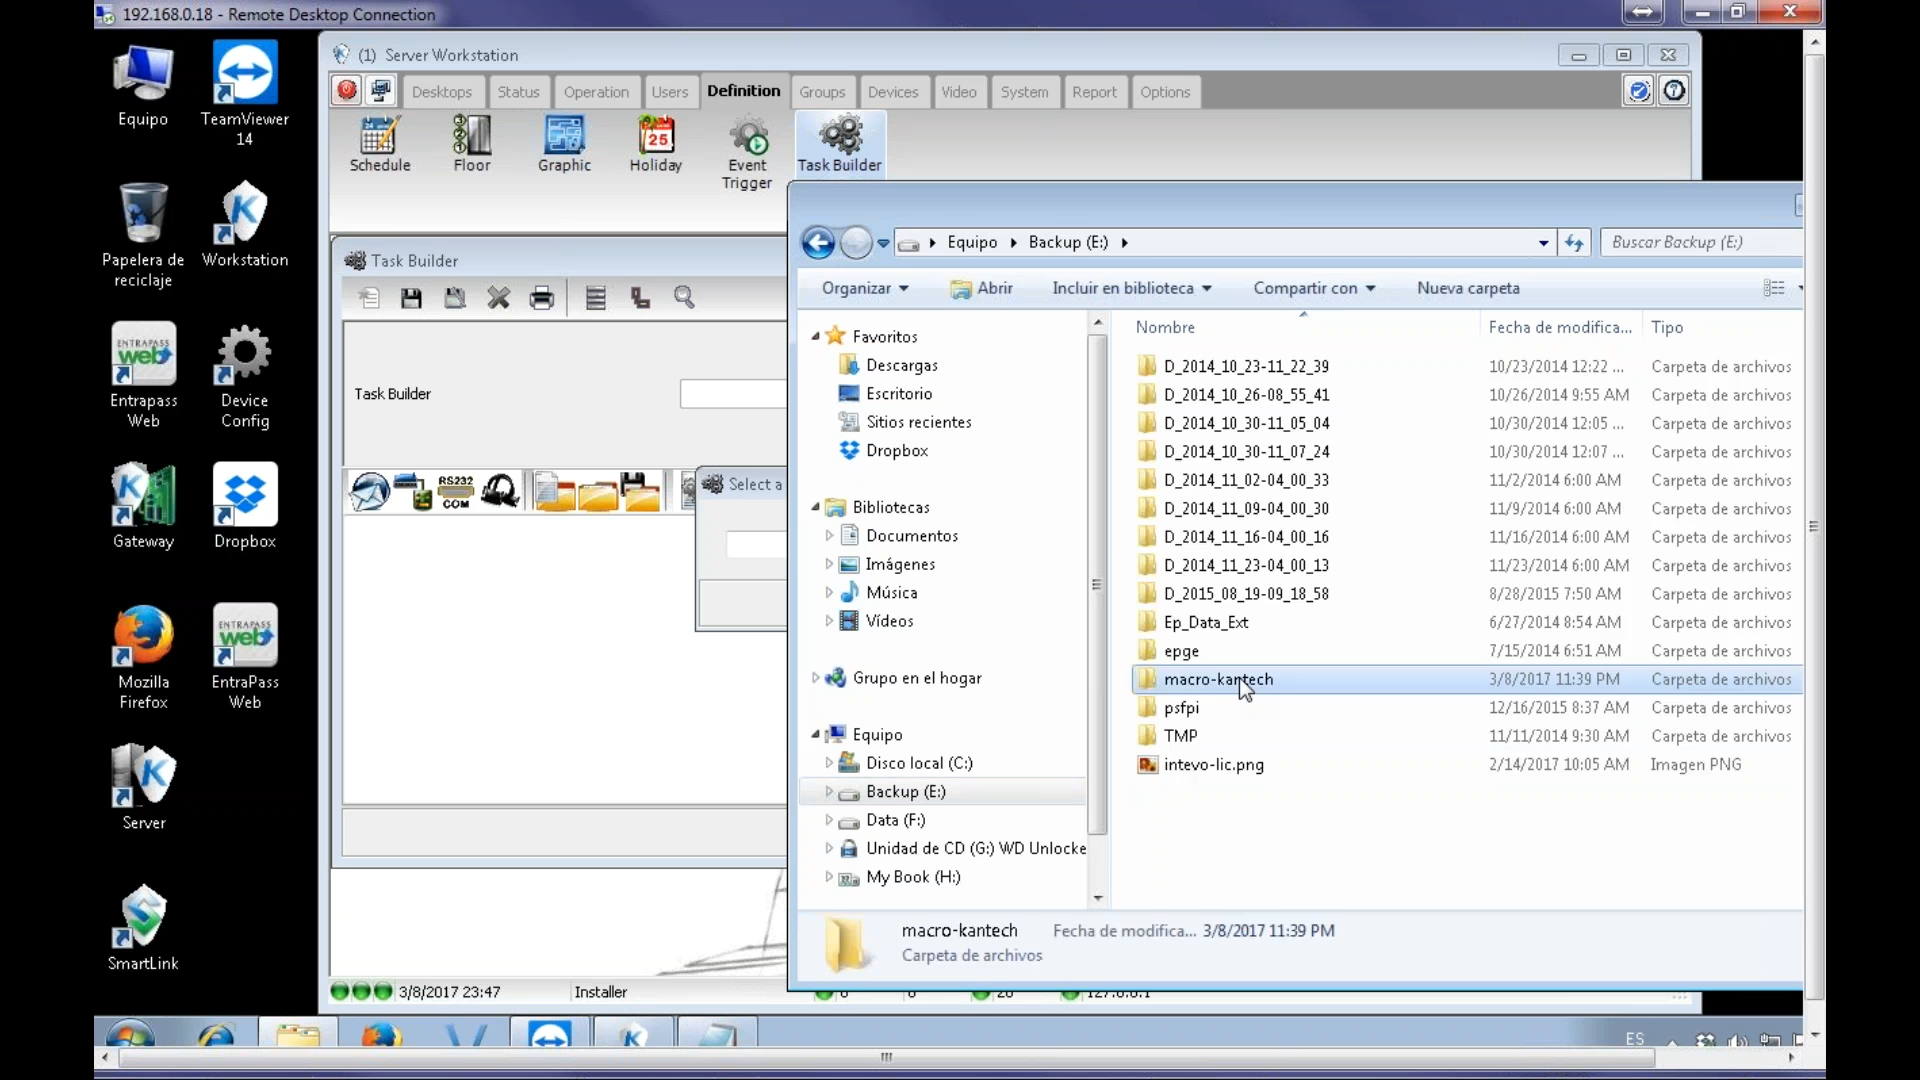 192.168.0.18 - Remote Desktop Connection
Equipo
TeamViewer
14
Papelera de
reciclaje
Workstation
ENTRAPASS
web
Entrapass
Web
Device
Config
Gateway
Dropbox
Mozilla
Firefox
ENTRAPASS
web
EntraPass
Web
Server
SmartLink
(1) Server Workstation
Desktops
Status
Operation
Users
Definition
Groups
Devices
Video
System
Report
Options
Schedule
Floor
Graphic
25
Holiday
Event
Trigger
Task Builder
Task Builder
Task Builder
RS232
COM
Select a
Equipo
Backup (E:)
Buscar Backup (E:)
Organizar
Abrir
Incluir en biblioteca
Compartir con
Nueva carpeta
Favoritos
Descargas
Escritorio
Sitios recientes
Dropbox
Bibliotecas
Documentos
Imágenes
Música
Vídeos
Grupo en el hogar
Equipo
Disco local (C:)
Backup (E:)
Data (F:)
Unidad de CD (G:) WD Unlocke
My Book (H:)
Nombre Fecha de modifica... Tipo
D_2014_10_23-11_22_39 10/23/2014 12:22 ... Carpeta de archivos
D_2014_10_26-08_55_41 10/26/2014 9:55 AM Carpeta de archivos
D_2014_10_30-11_05_04 10/30/2014 12:05 ... Carpeta de archivos
D_2014_10_30-11_07_24 10/30/2014 12:07 ... Carpeta de archivos
D_2014_11_02-04_00_33 11/2/2014 6:00 AM Carpeta de archivos
D_2014_11_09-04_00_30 11/9/2014 6:00 AM Carpeta de archivos
D_2014_11_16-04_00_16 11/16/2014 6:00 AM Carpeta de archivos
D_2014_11_23-04_00_13 11/23/2014 6:00 AM Carpeta de archivos
D_2015_08_19-09_18_58 8/28/2015 7:50 AM Carpeta de archivos
Ep_Data_Ext 6/27/2014 8:54 AM Carpeta de archivos
epge 7/15/2014 6:51 AM Carpeta de archivos
macro-kantech 3/8/2017 11:39 PM Carpeta de archivos
psfpi 12/16/2015 8:37 AM Carpeta de archivos
TMP 11/11/2014 9:30 AM Carpeta de archivos
intevo-lic.png 2/14/2017 10:05 AM Imagen PNG
macro-kantech Fecha de modifica... 3/8/2017 11:39 PM
Carpeta de archivos
3/8/2017 23:47
Installer
ES